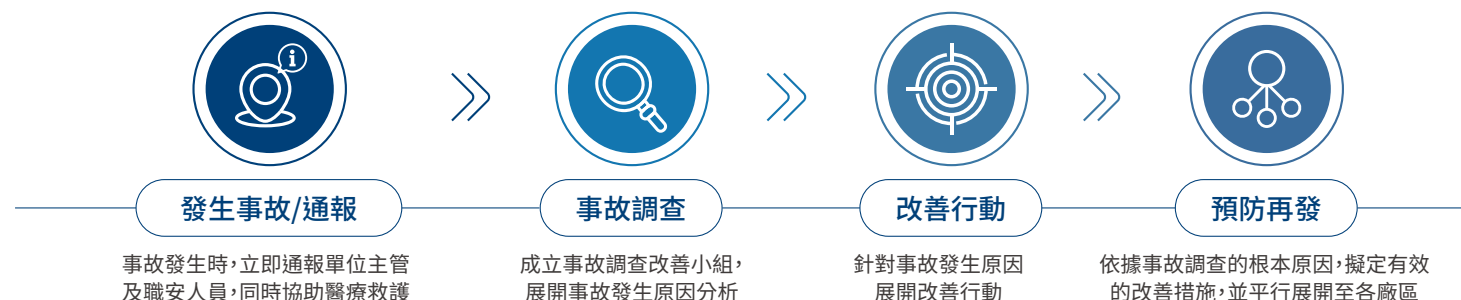 發生事故/通報
事故發生時,立即通報單位主管
及職安人員,同時協助醫療救護
事故調查
成立事故調查改善小組,
展開事故發生原因分析
改善行動
針對事故發生原因
展開改善行動
預防再發
依據事故調查的根本原因,擬定有效
的改善措施,並平行展開至各廠區